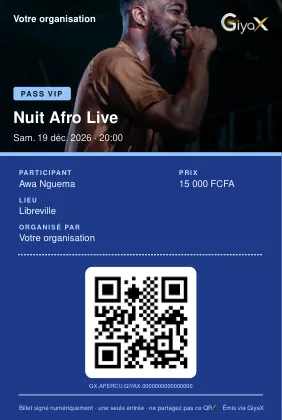 Votre organisation
GiyaX
PASS VIP
Nuit Afro Live
Sam. 19 déc. 2026 · 20:00
PARTICIPANT
Awa Nguema
PRIX
15 000 FCFA
LIEU
Libreville
ORGANISÉ PAR
Votre organisation
GX.APERCU.GIYAX.0000000000000000
Billet signé numériquement · une seule entrée · ne partagez pas ce QR
Émis via GiyaX